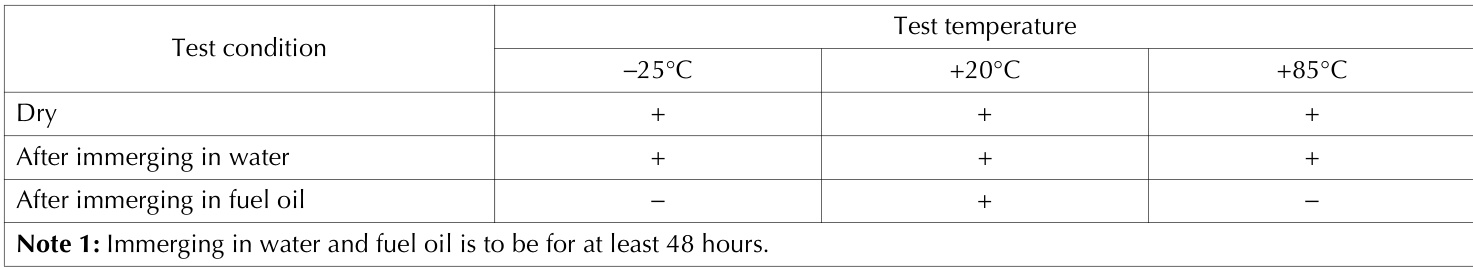 Test condition
Test temperature
–25°C +20°C +85°C
Dry + + +
After immerging in water + + +
After immerging in fuel oil – + –
Note 1: Immerging in water and fuel oil is to be for at least 48 hours.